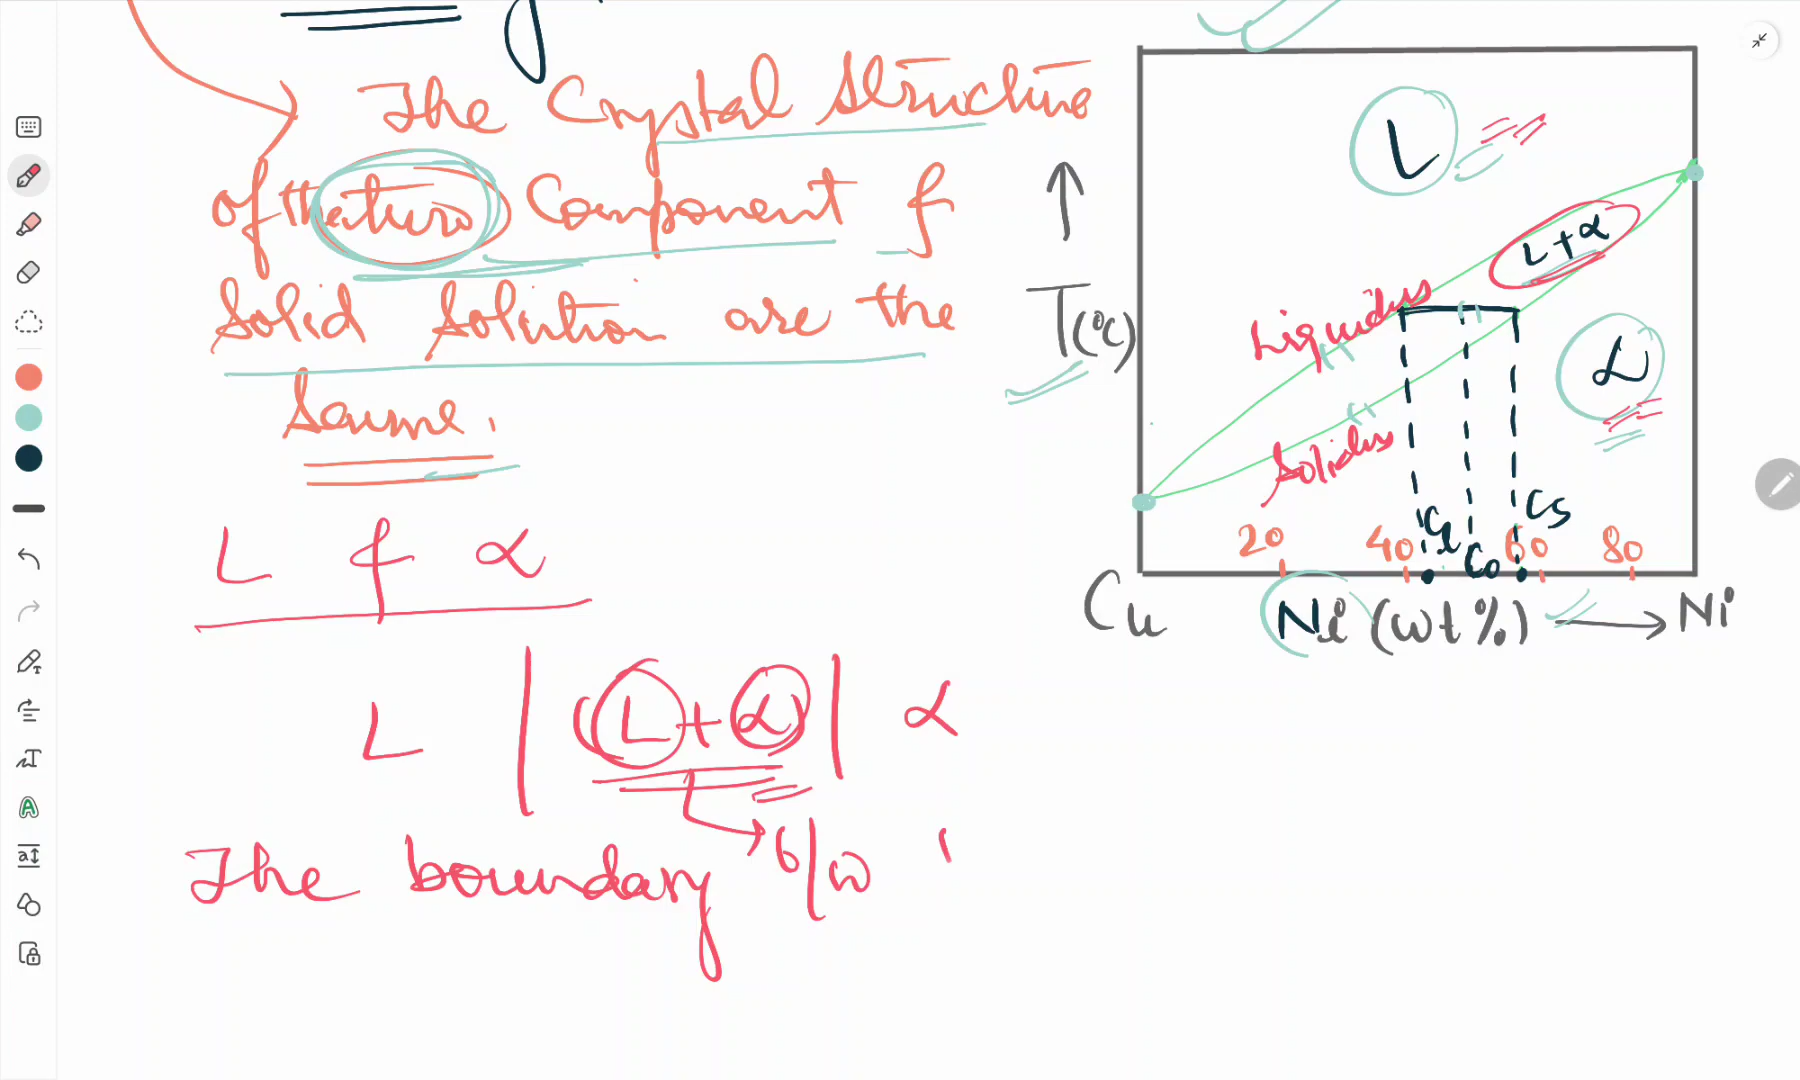 The Crystal Structure
of the two Component of
Solid Solution are the
Same.
L & α
L | (L+α) | α
The boundary b/w '
L
L+α
α
T(°C)
Liquidus
Solidus
Cl
Co
Cs
20 40 60 80
Cu
Ni (wt %) → Ni